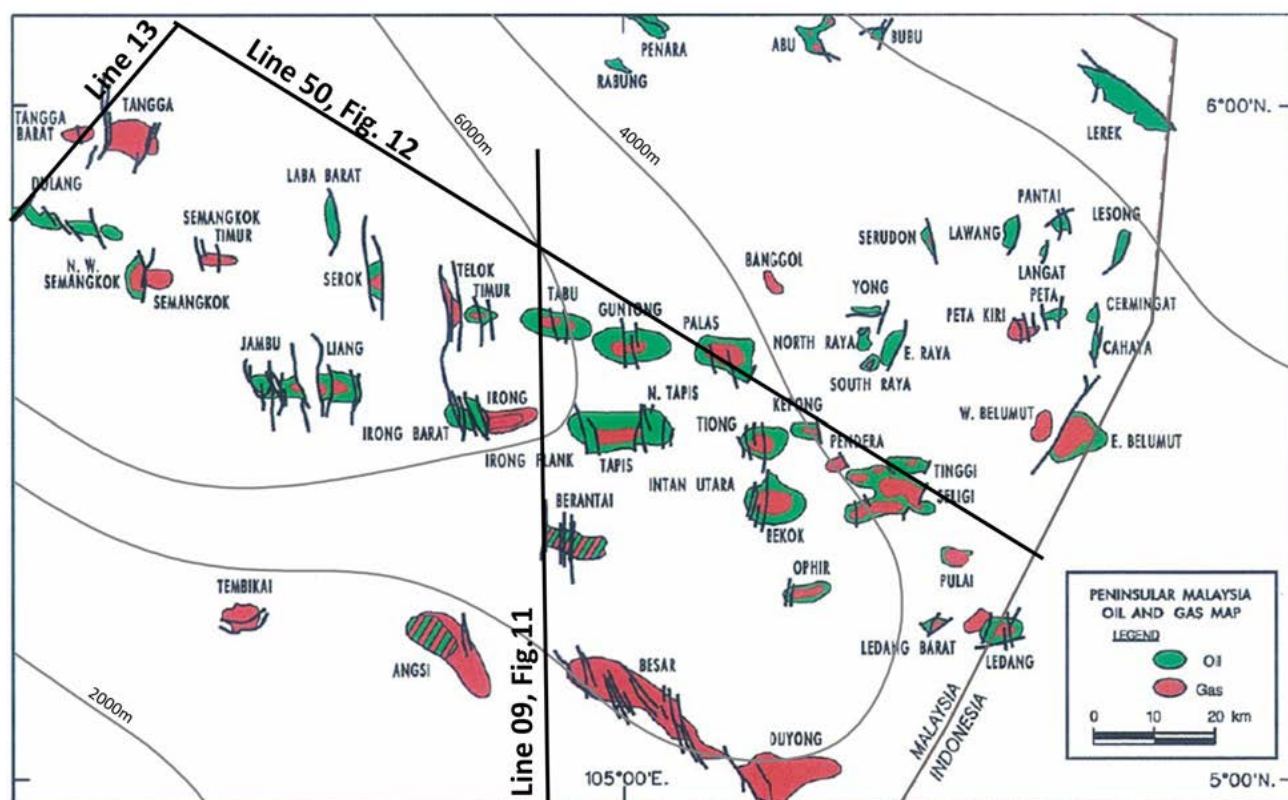 PENARA
ABU
BUBU
RABUNG
Line 13
Line 50, Fig. 12
6000m
4000m
6°00'N.
LEREK
TANGGA
BARAT
TANGGA
DULANG
LABA BARAT
SEMANGKOK
TIMUR
N. W.
SEMANGKOK
SEMANGKOK
SEROK
TELOK
TIMUR
TABU
GUNTONG
PALAS
BANGGOL
SERUDON
LAWANG
PANTAI
LESONG
LANGAT
YONG
PETA KIRI
PETA
CERMINGAT
NORTH RAYA
E. RAYA
SOUTH RAYA
CAHAYA
JAMBU
LIANG
IRONG
IRONG BARAT
N. TAPIS
TIONG
KEPONG
PENDERA
W. BELUMUT
E. BELUMUT
IRONG FLANK
TAPIS
TINGGI
SELIGI
INTAN UTARA
BERANTAI
BEKOK
OPHIR
PULAI
TEMBIKAI
ANGSI
LEDANG BARAT
LEDANG
BESAR
DUYONG
2000m
Line 09, Fig.11
MALAYSIA
INDONESIA
PENINSULAR MALAYSIA
OIL AND GAS MAP
LEGEND
Oil
Gas
0 10 20 km
105°00'E.
5°00'N.